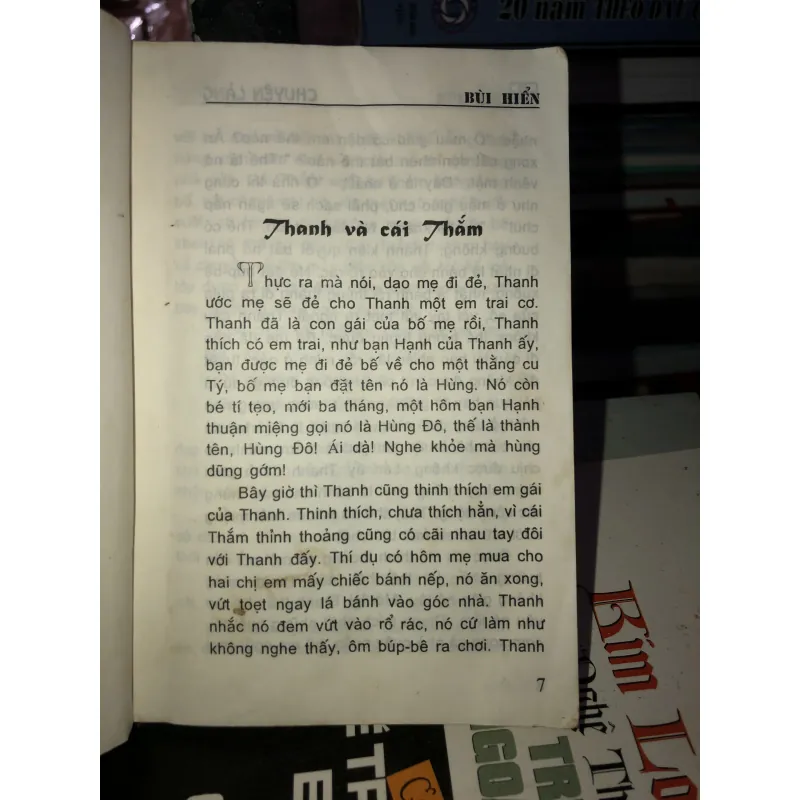 20 năm THEO
BÙI HIỂN
Thanh và cái Thắm
Thực ra mà nói, dạo mẹ đi đẻ, Thanh
ước mẹ sẽ đẻ cho Thanh một em trai cơ.
Thanh đã là con gái của bố mẹ rồi, Thanh
thích có em trai, như bạn Hạnh của Thanh ấy,
bạn được mẹ đi đẻ bế về cho một thằng cu
Tý, bố mẹ bạn đặt tên nó là Hùng. Nó còn
bé tí tẹo, mới ba tháng, một hôm bạn Hạnh
thuận miệng gọi nó là Hùng Đô, thế là thành
tên, Hùng Đô! Ái dà! Nghe khỏe mà hùng
dũng gớm!
Bây giờ thì Thanh cũng thinh thích em gái
của Thanh. Thinh thích, chưa thích hẳn, vì cái
Thắm thỉnh thoảng cũng có cãi nhau tay đôi
với Thanh đấy. Thí dụ có hôm mẹ mua cho
hai chị em mấy chiếc bánh nếp, nó ăn xong,
vứt toẹt ngay lá bánh vào góc nhà. Thanh
nhắc nó đem vứt vào rổ rác, nó cứ làm như
không nghe thấy, ôm búp-bê ra chơi. Thanh
7
Kim